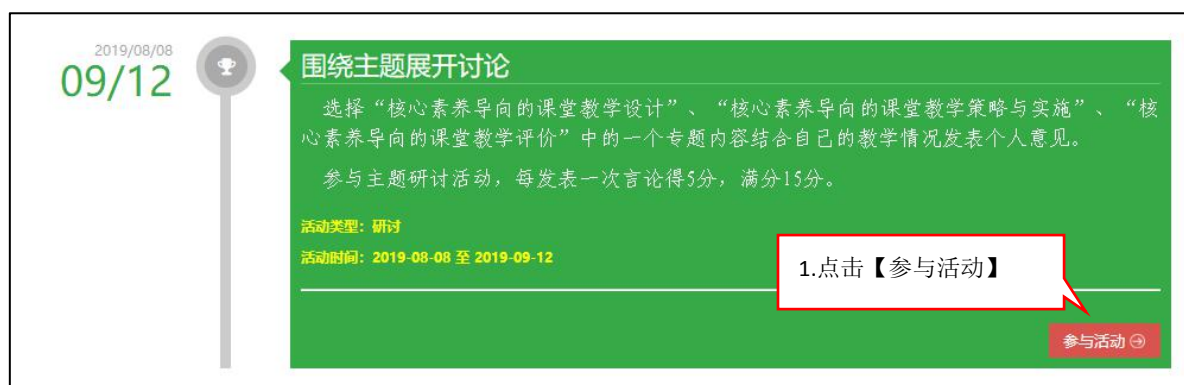 2019/08/08
09/12
围绕主题展开讨论
选择“核心素养导向的课堂教学设计”、“核心素养导向的课堂教学策略与实施”、“核
心素养导向的课堂教学评价”中的一个专题内容结合自己的教学情况发表个人意见。
参与主题研讨活动，每发表一次言论得5分，满分15分。
活动类型：研讨
活动时间：2019-08-08 至 2019-09-12
1.点击【参与活动】
参与活动